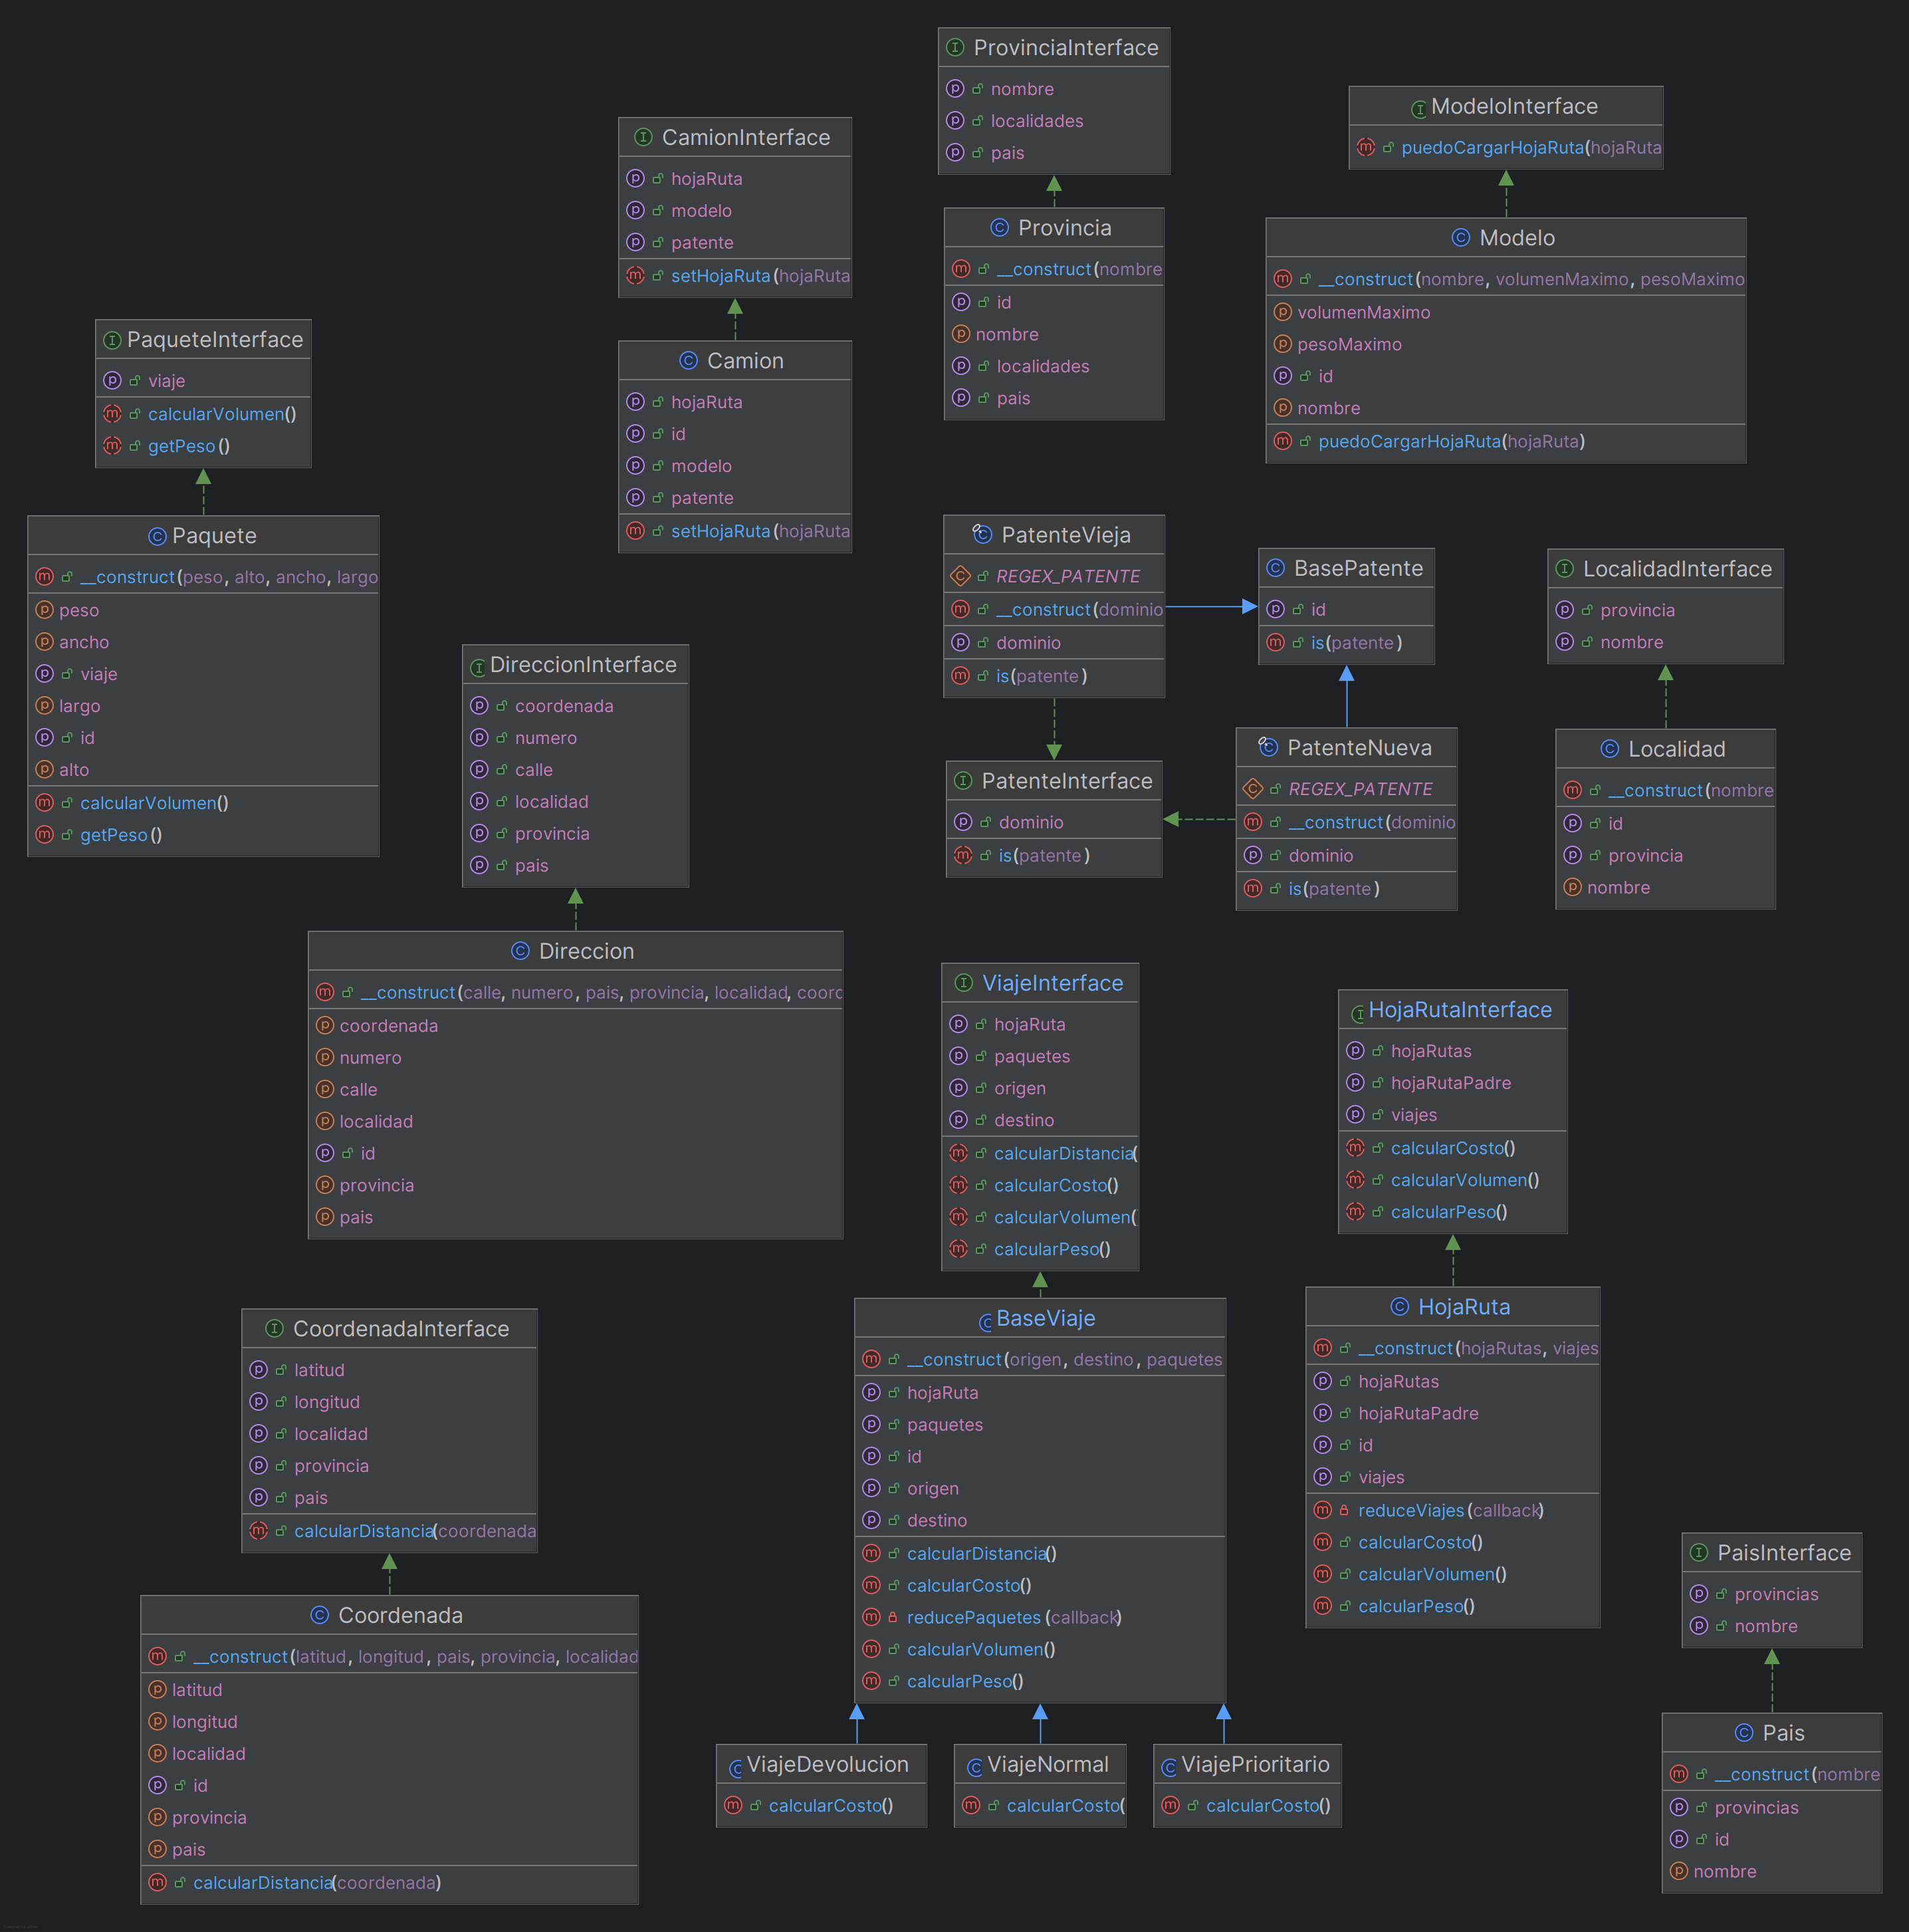 ProvinciaInterface
nombre
localidades
pais
ModeloInterface
puedoCargarHojaRuta(hojaRuta
CamionInterface
hojaRuta
modelo
patente
setHojaRuta(hojaRuta
Provincia
__construct(nombre
id
nombre
localidades
pais
Modelo
__construct(nombre, volumenMaximo, pesoMaximo
volumenMaximo
pesoMaximo
id
nombre
puedoCargarHojaRuta(hojaRuta)
PaqueteInterface
viaje
calcularVolumen()
getPeso()
Camion
hojaRuta
id
modelo
patente
setHojaRuta(hojaRuta
Paquete
__construct(peso, alto, ancho, largo
peso
ancho
viaje
largo
id
alto
calcularVolumen()
getPeso()
PatenteVieja
REGEX_PATENTE
__construct(dominio
dominio
is(patente)
BasePatente
id
is(patente)
LocalidadInterface
provincia
nombre
DireccionInterface
coordenada
numero
calle
localidad
provincia
pais
PatenteInterface
dominio
is(patente)
PatenteNueva
REGEX_PATENTE
__construct(dominio
dominio
is(patente)
Localidad
__construct(nombre
id
provincia
nombre
Direccion
__construct(calle, numero, pais, provincia, localidad, coorc
coordenada
numero
calle
localidad
id
provincia
pais
ViajeInterface
hojaRuta
paquetes
origen
destino
calcularDistancia(
calcularCosto()
calcularVolumen(
calcularPeso()
HojaRutaInterface
hojaRutas
hojaRutaPadre
viajes
calcularCosto()
calcularVolumen()
calcularPeso()
CoordenadaInterface
latitud
longitud
localidad
provincia
pais
calcularDistancia(coordenada
BaseViaje
__construct(origen, destino, paquetes
hojaRuta
paquetes
id
origen
destino
calcularDistancia()
calcularCosto()
reducePaquetes(callback)
calcularVolumen()
calcularPeso()
HojaRuta
__construct(hojaRutas, viajes
hojaRutas
hojaRutaPadre
id
viajes
reduceViajes(callback)
calcularCosto()
calcularVolumen()
calcularPeso()
PaisInterface
provincias
nombre
Coordenada
__construct(latitud, longitud, pais, provincia, localidad
latitud
longitud
localidad
id
provincia
pais
calcularDistancia(coordenada)
ViajeDevolucion
calcularCosto()
ViajeNormal
calcularCosto(
ViajePrioritario
calcularCosto()
Pais
__construct(nombre
provincias
id
nombre